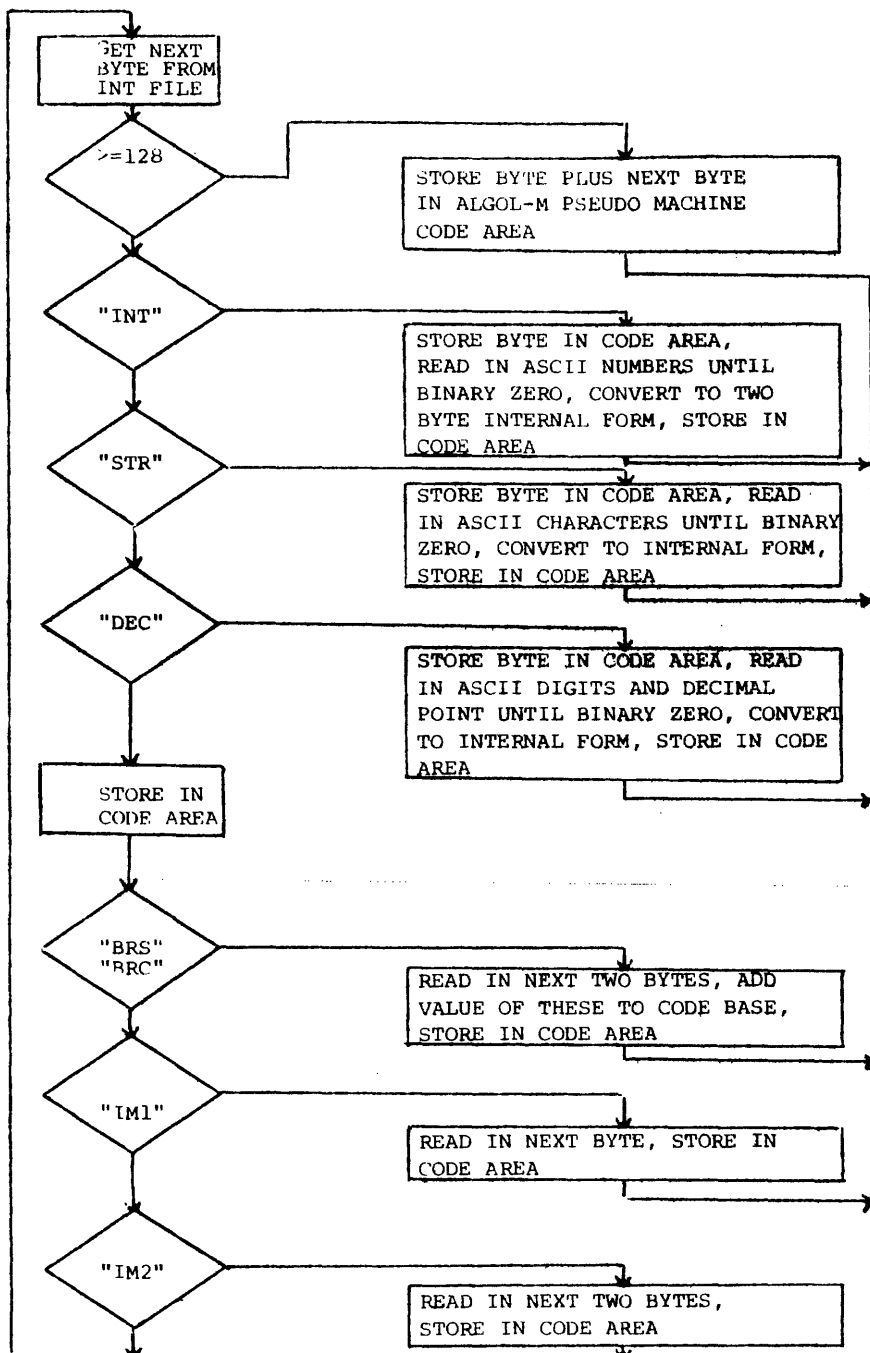 GET NEXT
BYTE FROM
INT FILE
>=128
STORE BYTE PLUS NEXT BYTE
IN ALGOL-M PSEUDO MACHINE
CODE AREA
"INT"
STORE BYTE IN CODE AREA,
READ IN ASCII NUMBERS UNTIL
BINARY ZERO, CONVERT TO TWO
BYTE INTERNAL FORM, STORE IN
CODE AREA
"STR"
STORE BYTE IN CODE AREA, READ
IN ASCII CHARACTERS UNTIL BINARY
ZERO, CONVERT TO INTERNAL FORM,
STORE IN CODE AREA
"DEC"
STORE BYTE IN CODE AREA, READ
IN ASCII DIGITS AND DECIMAL
POINT UNTIL BINARY ZERO, CONVERT
TO INTERNAL FORM, STORE IN CODE
AREA
STORE IN
CODE AREA
"BRS"
"BRC"
READ IN NEXT TWO BYTES, ADD
VALUE OF THESE TO CODE BASE,
STORE IN CODE AREA
"IM1"
READ IN NEXT BYTE, STORE IN
CODE AREA
"IM2"
READ IN NEXT TWO BYTES,
STORE IN CODE AREA